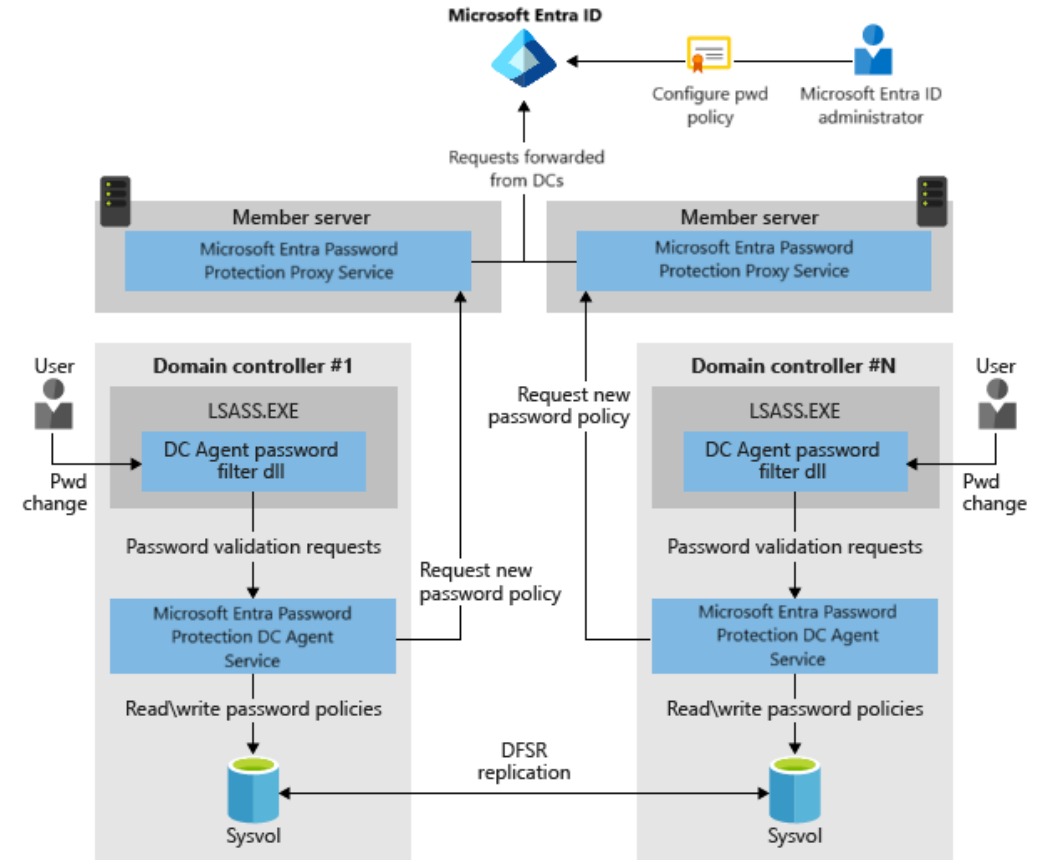 Microsoft Entra ID
Configure pwd
policy
Microsoft Entra ID
administrator
Requests forwarded
from DCs
Member server
Microsoft Entra Password
Protection Proxy Service
Member server
Microsoft Entra Password
Protection Proxy Service
User
Pwd
change
Domain controller #1
LSASS.EXE
DC Agent password
filter dll
Password validation requests
Microsoft Entra Password
Protection DC Agent
Service
Read\write password policies
Sysvol
Request new
password policy
Request new
password policy
DFSR
replication
Domain controller #N
LSASS.EXE
DC Agent password
filter dll
Password validation requests
Microsoft Entra Password
Protection DC Agent
Service
Read\write password policies
Sysvol
User
Pwd
change